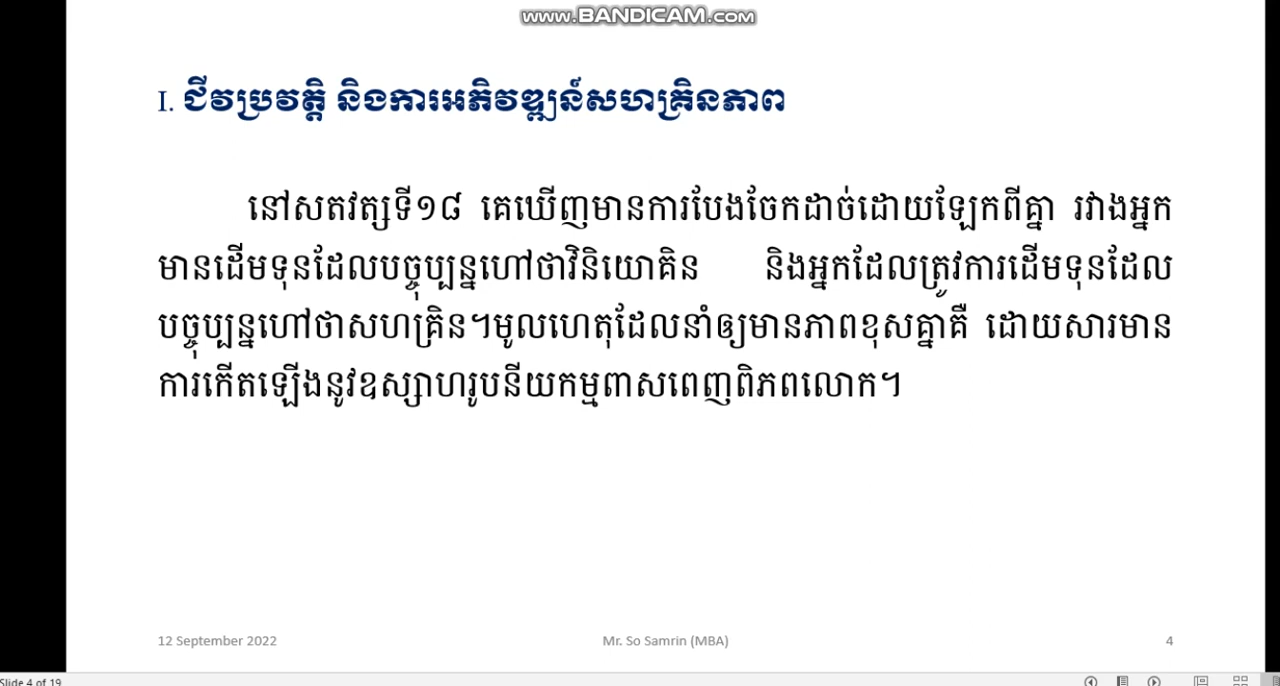 www.BANDICAM.com
I. ជីវប្រវត្តិ និងការអភិវឌ្ឍន៍សហគ្រិនភាព
នៅសតវត្សទី១៨ គេឃើញមានការបែងចែកដាច់ដោយឡែកពីគ្នា រវាងអ្នក
មានដើមទុនដែលបច្ចុប្បន្នហៅថាវិនិយោគិន និងអ្នកដែលត្រូវការដើមទុនដែល
បច្ចុប្បន្នហៅថាសហគ្រិន។មូលហេតុដែលនាំឲ្យមានភាពខុសគ្នាគឺ ដោយសារមាន
ការកើតឡើងនូវឧស្សាហរូបនីយកម្មពាសពេញពិភពលោក។
12 September 2022 Mr. So Samrin (MBA) 4
Slide 4 of 19